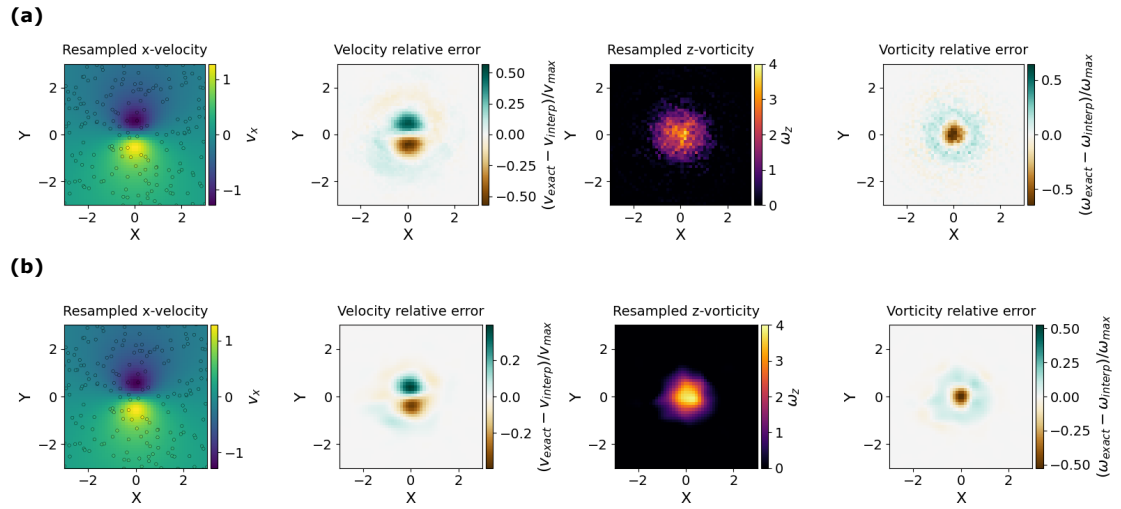 (a)
Resampled x-velocity
Velocity relative error
Resampled z-vorticity
Vorticity relative error
2
0
−2
Y
−2
0
2
X
1
0
−1
v_x
2
0
−2
Y
−2
0
2
X
0.50
0.25
0.00
−0.25
−0.50
(v_exact − v_interp)/v_max
2
0
−2
Y
−2
0
2
X
4
3
2
1
0
ω_z
2
0
−2
Y
−2
0
2
X
0.5
0.0
−0.5
(ω_exact − ω_interp)/ω_max
(b)
Resampled x-velocity
Velocity relative error
Resampled z-vorticity
Vorticity relative error
2
0
−2
Y
−2
0
2
X
1
0
−1
v_x
2
0
−2
Y
−2
0
2
X
0.2
0.0
−0.2
(v_exact − v_interp)/v_max
2
0
−2
Y
−2
0
2
X
4
3
2
1
0
ω_z
2
0
−2
Y
−2
0
2
X
0.50
0.25
0.00
−0.25
−0.50
(ω_exact − ω_interp)/ω_max